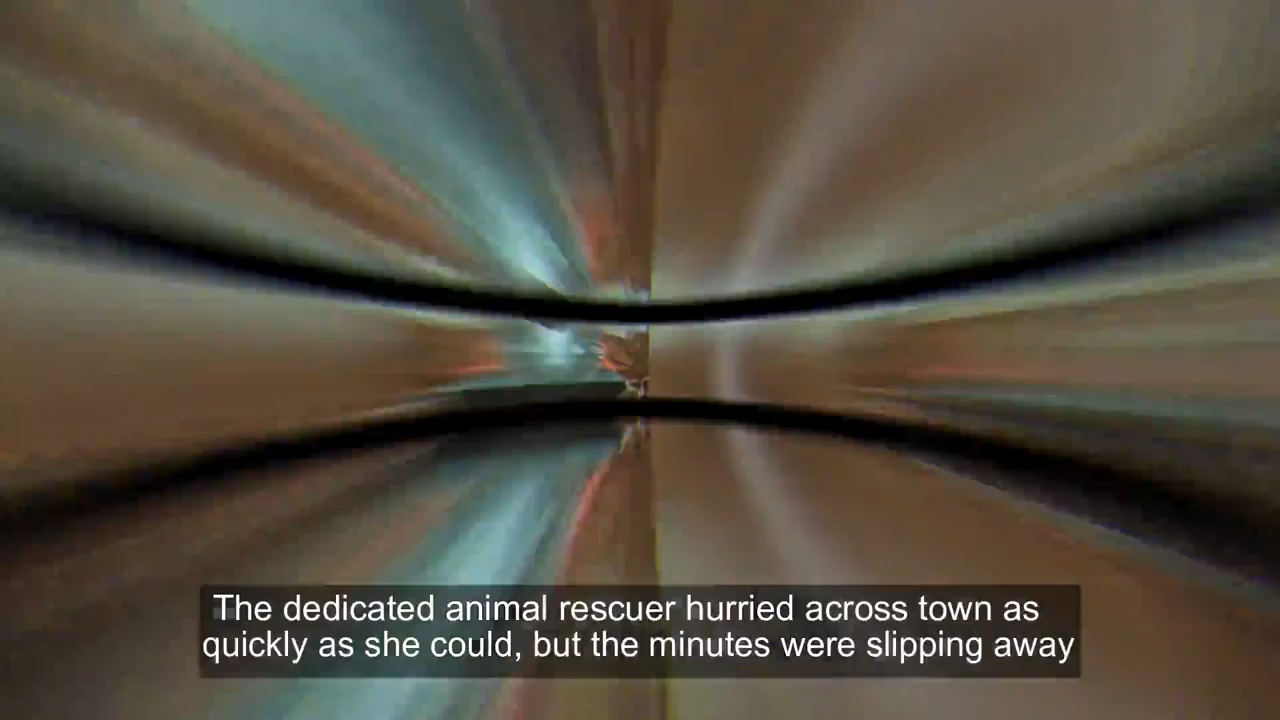 The dedicated animal rescuer hurried across town as
quickly as she could, but the minutes were slipping away